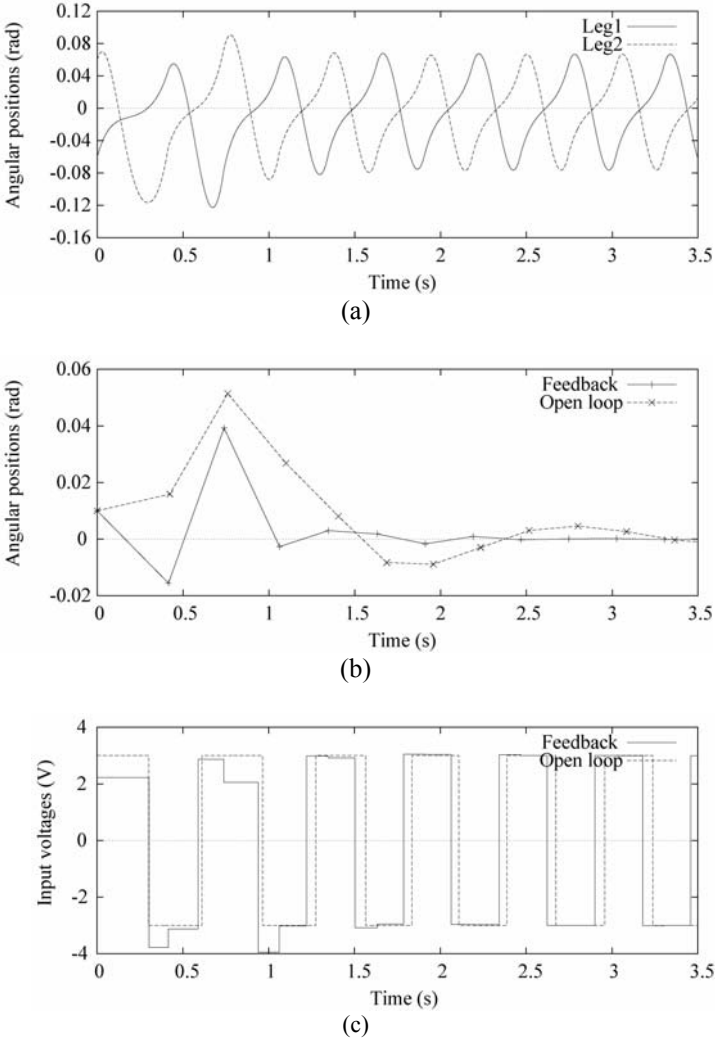 0.12
0.08
0.04
0
-0.04
-0.08
-0.12
-0.16
Angular positions (rad)
Leg1
Leg2
0 0.5 1 1.5 2 2.5 3 3.5
Time (s)
(a)
0.06
0.04
0.02
0
-0.02
Angular positions (rad)
Feedback
Open loop
0 0.5 1 1.5 2 2.5 3 3.5
Time (s)
(b)
4
2
0
-2
-4
Input voltages (V)
Feedback
Open loop
0 0.5 1 1.5 2 2.5 3 3.5
Time (s)
(c)